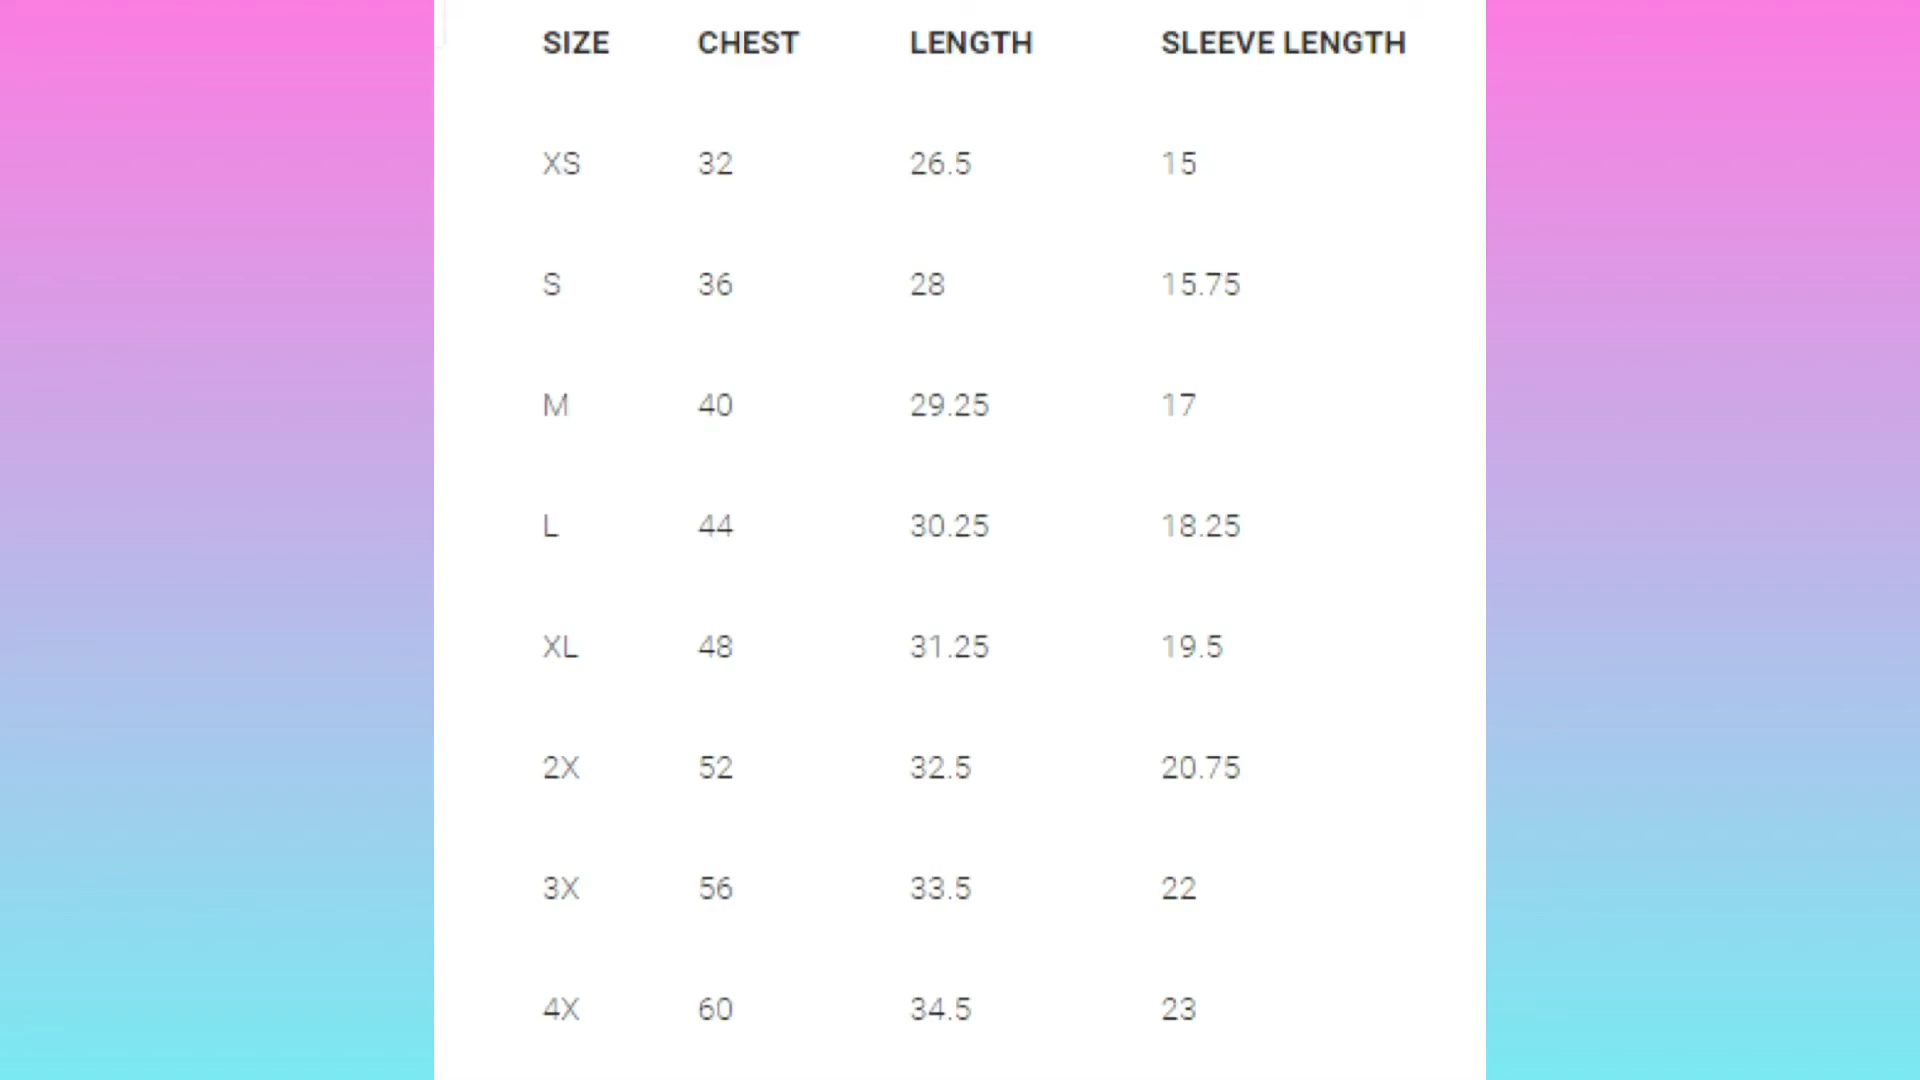 SIZE CHEST LENGTH SLEEVE LENGTH
XS 32 26.5 15
S 36 28 15.75
M 40 29.25 17
L 44 30.25 18.25
XL 48 31.25 19.5
2X 52 32.5 20.75
3X 56 33.5 22
4X 60 34.5 23